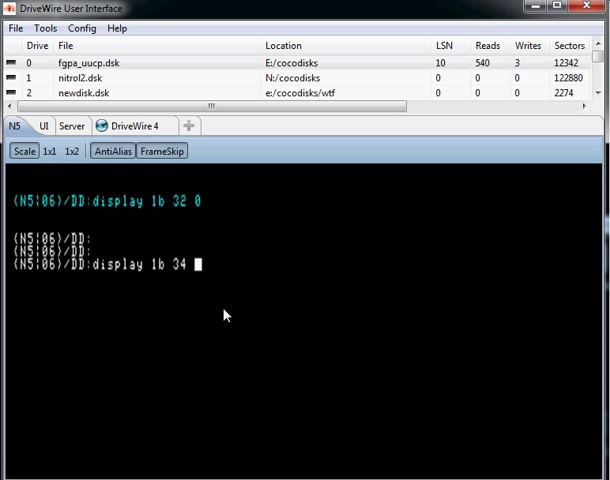 DriveWire User Interface
File Tools Config Help
Drive File Location LSN Reads Writes Sectors
0 fgpa_uucp.dsk E:/cocodisks 10 540 3 12342
1 nitrol2.dsk N:/cocodisks 0 0 0 122880
2 newdisk.dsk e:/cocodisks/wtf 0 0 0 2274
N5 UI Server DriveWire 4
Scale 1x1 1x2 AntiAlias FrameSkip
{N5|06}/DD:display 1b 32 0
{N5|06}/DD:
{N5|06}/DD:
{N5|06}/DD:display 1b 34